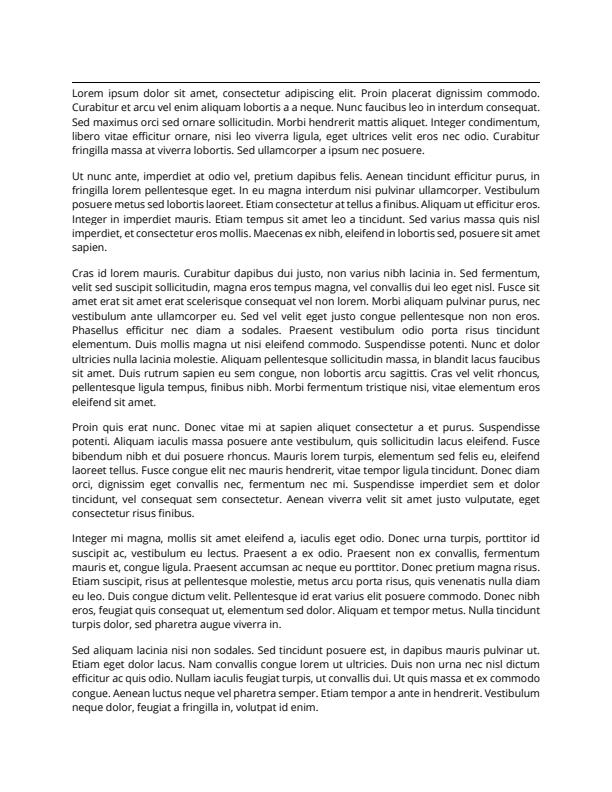 Lorem ipsum dolor sit amet, consectetur adipiscing elit. Proin placerat dignissim commodo.
Curabitur et arcu vel enim aliquam lobortis a a neque. Nunc faucibus leo in interdum consequat.
Sed maximus orci sed ornare sollicitudin. Morbi hendrerit mattis aliquet. Integer condimentum,
libero vitae efficitur ornare, nisi leo viverra ligula, eget ultrices velit eros nec odio. Curabitur
fringilla massa at viverra lobortis. Sed ullamcorper a ipsum nec posuere.
Ut nunc ante, imperdiet at odio vel, pretium dapibus felis. Aenean tincidunt efficitur purus, in
fringilla lorem pellentesque eget. In eu magna interdum nisi pulvinar ullamcorper. Vestibulum
posuere metus sed lobortis laoreet. Etiam consectetur at tellus a finibus. Aliquam ut efficitur eros.
Integer in imperdiet mauris. Etiam tempus sit amet leo a tincidunt. Sed varius massa quis nisl
imperdiet, et consectetur eros mollis. Maecenas ex nibh, eleifend in lobortis sed, posuere sit amet
sapien.
Cras id lorem mauris. Curabitur dapibus dui justo, non varius nibh lacinia in. Sed fermentum,
velit sed suscipit sollicitudin, magna eros tempus magna, vel convallis dui leo eget nisl. Fusce sit
amet erat sit amet erat scelerisque consequat vel non lorem. Morbi aliquam pulvinar purus, nec
vestibulum ante ullamcorper eu. Sed vel velit eget justo congue pellentesque non non eros.
Phasellus efficitur nec diam a sodales. Praesent vestibulum odio porta risus tincidunt
elementum. Duis mollis magna ut nisi eleifend commodo. Suspendisse potenti. Nunc et dolor
ultricies nulla lacinia molestie. Aliquam pellentesque sollicitudin massa, in blandit lacus faucibus
sit amet. Duis rutrum sapien eu sem congue, non lobortis arcu sagittis. Cras vel velit rhoncus,
pellentesque ligula tempus, finibus nibh. Morbi fermentum tristique nisi, vitae elementum eros
eleifend sit amet.
Proin quis erat nunc. Donec vitae mi at sapien aliquet consectetur a et purus. Suspendisse
potenti. Aliquam iaculis massa posuere ante vestibulum, quis sollicitudin lacus eleifend. Fusce
bibendum nibh et dui posuere rhoncus. Mauris lorem turpis, elementum sed felis eu, eleifend
laoreet tellus. Fusce congue elit nec mauris hendrerit, vitae tempor ligula tincidunt. Donec diam
orci, dignissim eget convallis nec, fermentum nec mi. Suspendisse imperdiet sem et dolor
tincidunt, vel consequat sem consectetur. Aenean viverra velit sit amet justo vulputate, eget
consectetur risus finibus.
Integer mi magna, mollis sit amet eleifend a, iaculis eget odio. Donec urna turpis, porttitor id
suscipit ac, vestibulum eu lectus. Praesent a ex odio. Praesent non ex convallis, fermentum
mauris et, congue ligula. Praesent accumsan ac neque eu porttitor. Donec pretium magna risus.
Etiam suscipit, risus at pellentesque molestie, metus arcu porta risus, quis venenatis nulla diam
eu leo. Duis congue dictum velit. Pellentesque id erat varius elit posuere commodo. Donec nibh
eros, feugiat quis consequat ut, elementum sed dolor. Aliquam et tempor metus. Nulla tincidunt
turpis dolor, sed pharetra augue viverra in.
Sed aliquam lacinia nisi non sodales. Sed tincidunt posuere est, in dapibus mauris pulvinar ut.
Etiam eget dolor lacus. Nam convallis congue lorem ut ultricies. Duis non urna nec nisl dictum
efficitur ac quis odio. Nullam iaculis feugiat turpis, ut convallis dui. Ut quis massa et ex commodo
congue. Aenean luctus neque vel pharetra semper. Etiam tempor a ante in hendrerit. Vestibulum
neque dolor, feugiat a fringilla in, volutpat id enim.